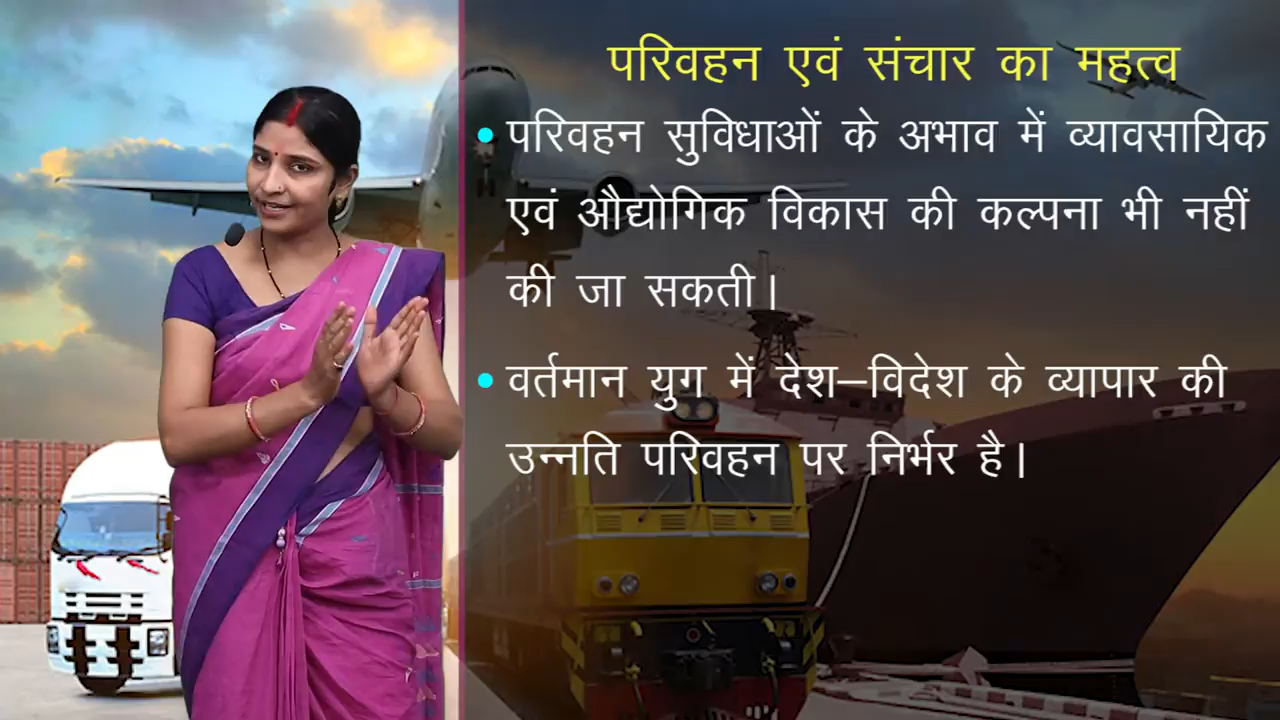 परिवहन एवं संचार का महत्व
• परिवहन सुविधाओं के अभाव में व्यावसायिक
एवं औद्योगिक विकास की कल्पना भी नहीं
की जा सकती।
• वर्तमान युग में देश–विदेश के व्यापार की
उन्नति परिवहन पर निर्भर है।